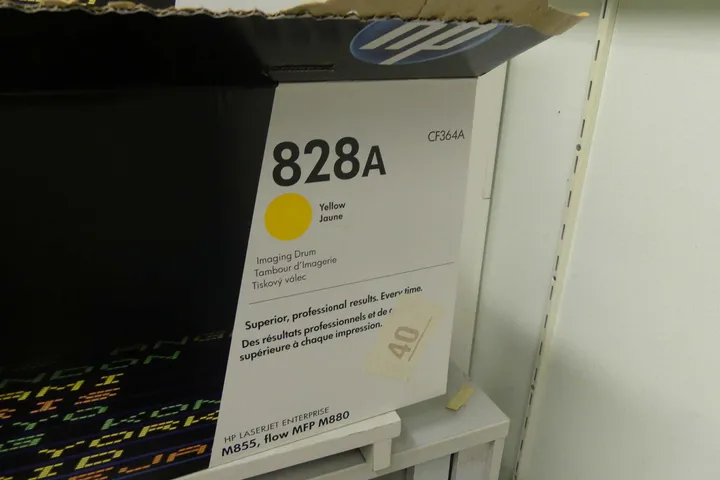 hp
828A
CF364A
Yellow
Jaune
Imaging Drum
Tambour d'Imagerie
Tiskový válec
Superior, professional results. Every time.
Des résultats professionnels et de
supérieure à chaque impression.
40
HP LASERJET ENTERPRISE
M855, flow MFP M880
YORK